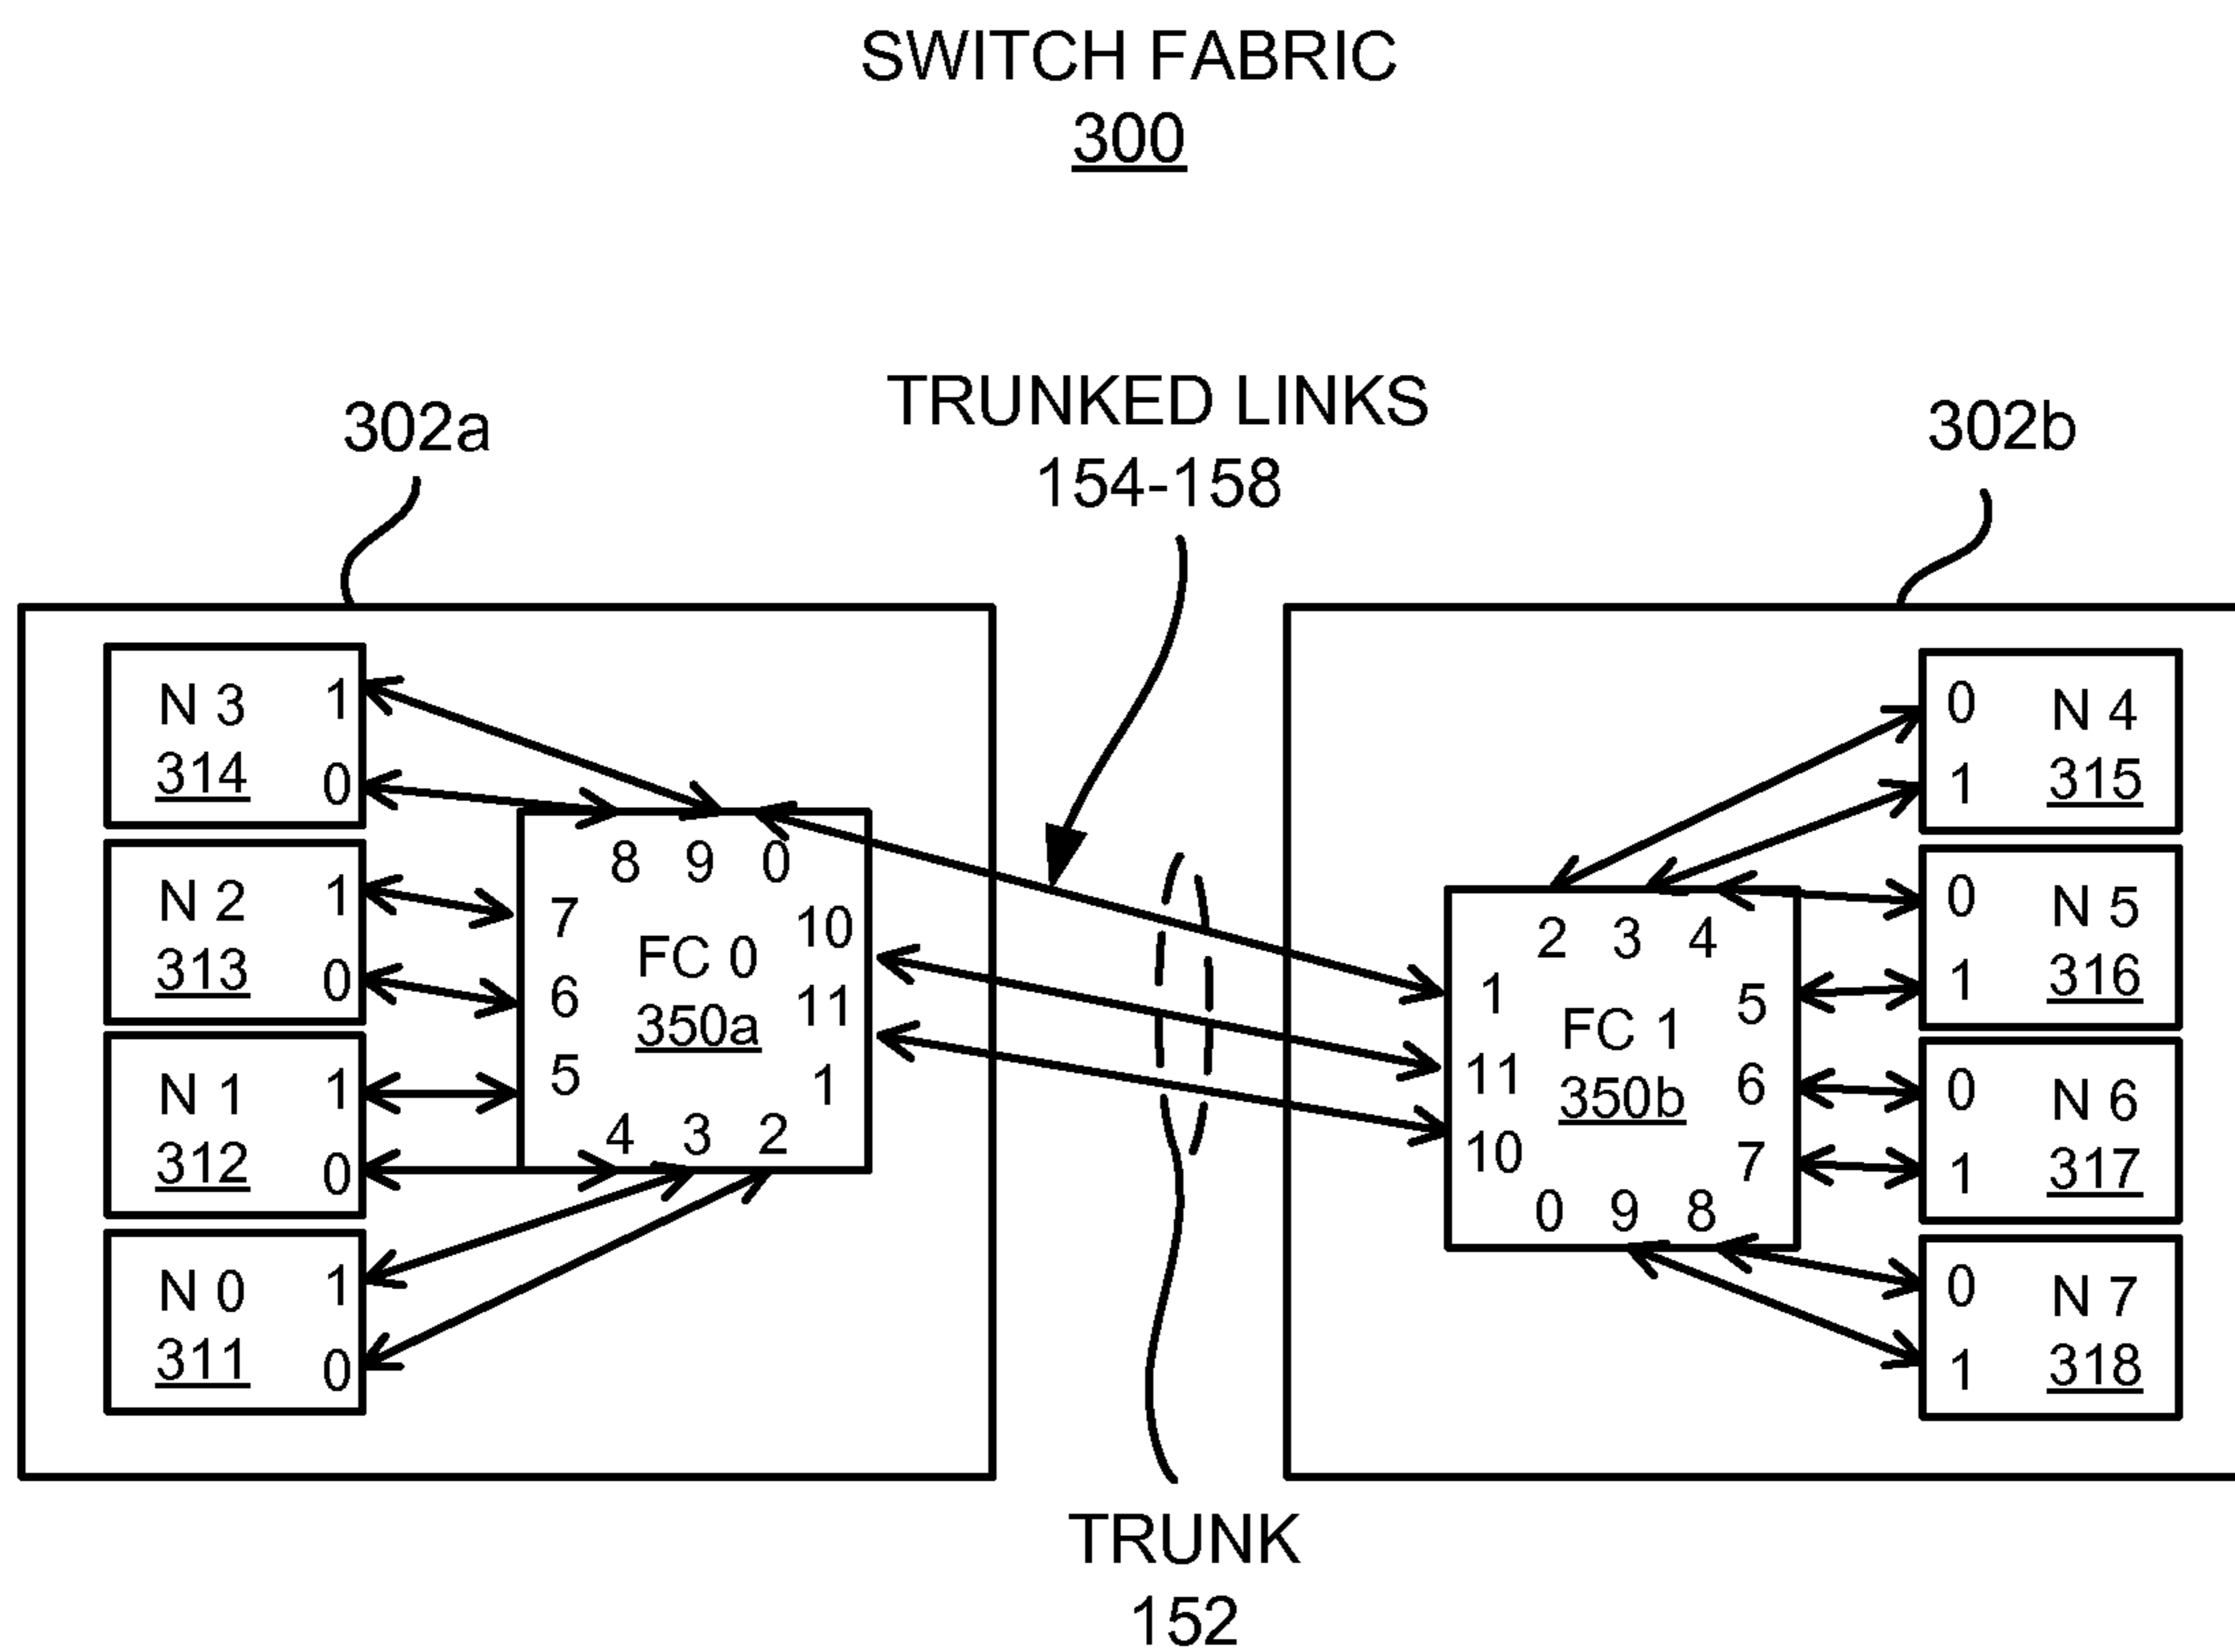 SWITCH FABRIC
300
TRUNKED LINKS
154-158
302a
302b
N 3 1
314 0
N 2 1
313 0
N 1 1
312 0
N 0 1
311 0
8 9 0
7 10
FC 0
6 11
350a
5 1
4 3 2
2 3 4
1 5
FC 1
11 6
350b
10 7
0 9 8
0 N 4
1 315
0 N 5
1 316
0 N 6
1 317
0 N 7
1 318
TRUNK
152